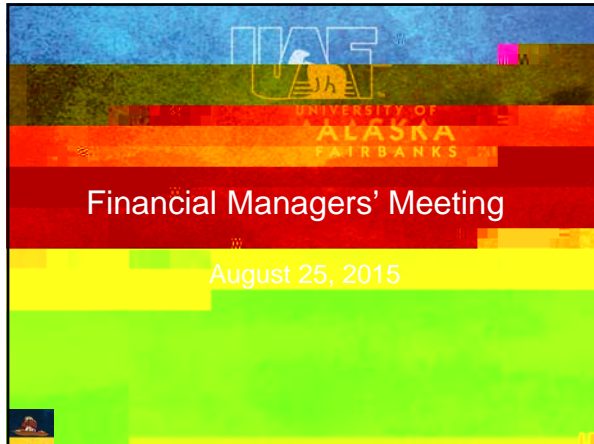 UAF
UNIVERSITY OF
ALASKA
FAIRBANKS
Financial Managers' Meeting
August 25, 2015